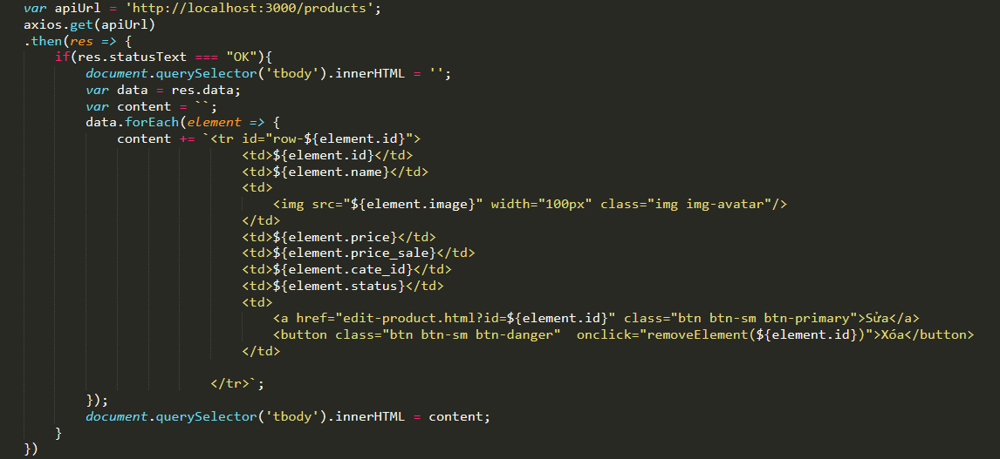 var apiUrl = 'http://localhost:3000/products';
axios.get(apiUrl)
.then(res => {
    if(res.statusText === "OK"){
        document.querySelector('tbody').innerHTML = '';
        var data = res.data;
        var content = ``;
        data.forEach(element => {
            content += `<tr id="row-${element.id}">
                            <td>${element.id}</td>
                            <td>${element.name}</td>
                            <td>
                                <img src="${element.image}" width="100px" class="img img-avatar"/>
                            </td>
                            <td>${element.price}</td>
                            <td>${element.price_sale}</td>
                            <td>${element.cate_id}</td>
                            <td>${element.status}</td>
                            <td>
                                <a href="edit-product.html?id=${element.id}" class="btn btn-sm btn-primary">Sửa</a>
                                <button class="btn btn-sm btn-danger"  onclick="removeElement(${element.id})">Xóa</button>
                            </td>

                        </tr>`;
        });
        document.querySelector('tbody').innerHTML = content;
    }
})